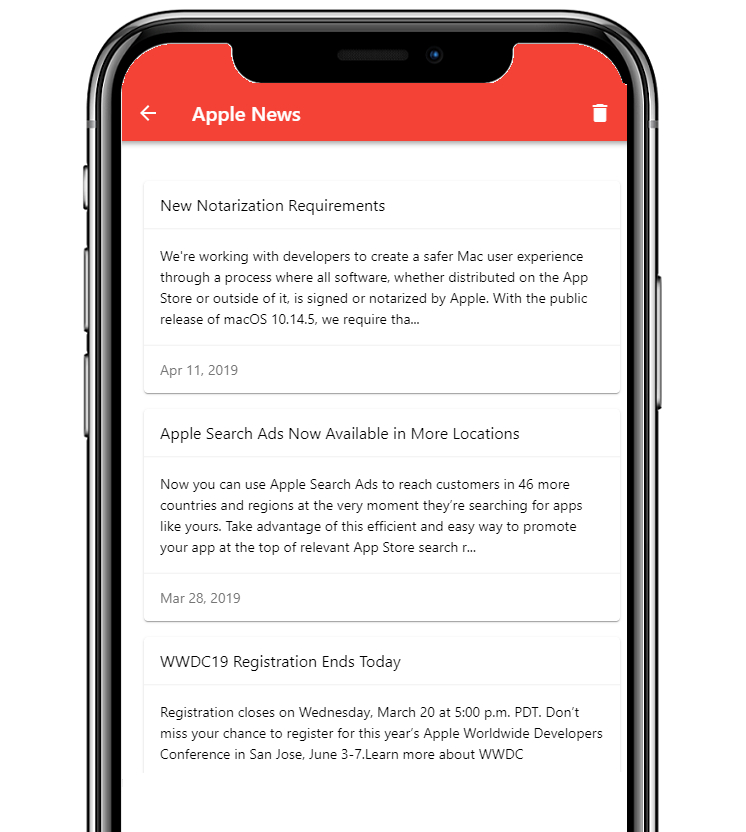 Apple News
New Notarization Requirements
We're working with developers to create a safer Mac user experience
through a process where all software, whether distributed on the App
Store or outside of it, is signed or notarized by Apple. With the public
release of macOS 10.14.5, we require tha...
Apr 11, 2019
Apple Search Ads Now Available in More Locations
Now you can use Apple Search Ads to reach customers in 46 more
countries and regions at the very moment they’re searching for apps
like yours. Take advantage of this efficient and easy way to promote
your app at the top of relevant App Store search r...
Mar 28, 2019
WWDC19 Registration Ends Today
Registration closes on Wednesday, March 20 at 5:00 p.m. PDT. Don’t
miss your chance to register for this year’s Apple Worldwide Developers
Conference in San Jose, June 3-7.Learn more about WWDC